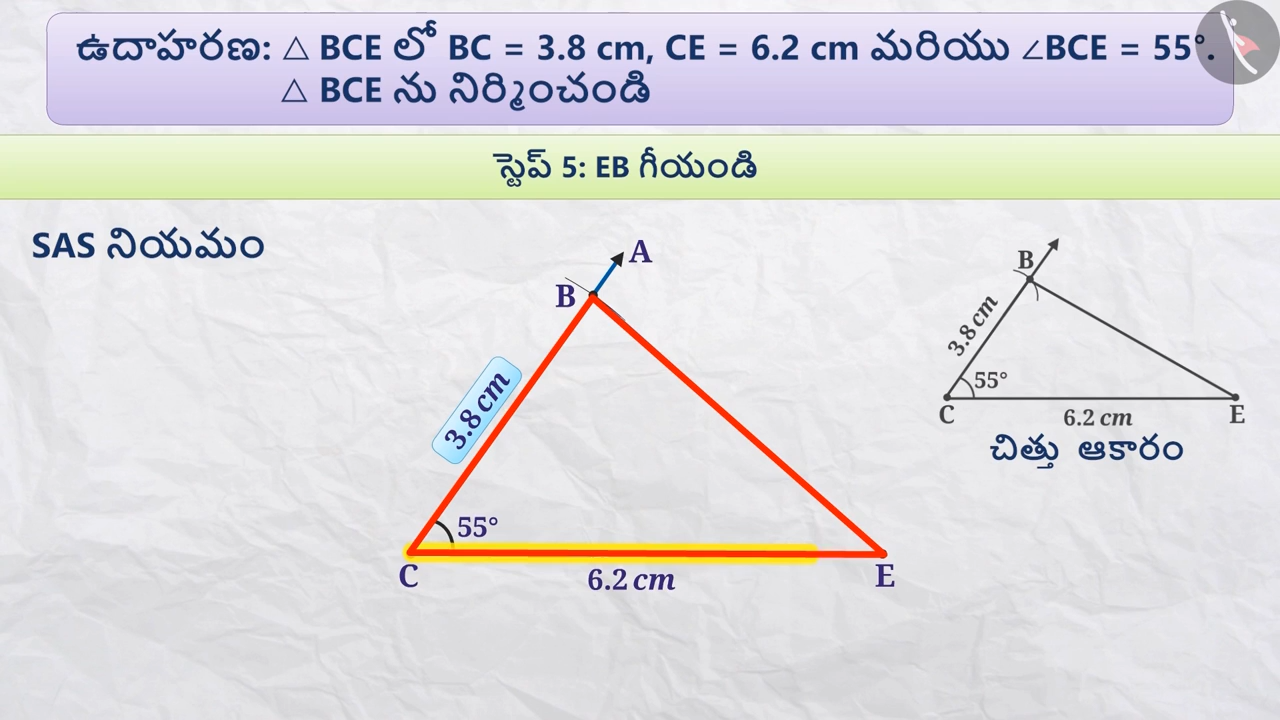 ఉదాహరణ: △ BCE లో BC = 3.8 cm, CE = 6.2 cm మరియు ∠BCE = 55°.
△ BCE ను నిర్మించండి
స్టెప్ 5: EB గీయండి
SAS నియమం
A
B
3.8 cm
55°
C
6.2 cm
E
B
3.8 cm
55°
C
6.2 cm
E
చిత్తు ఆకారం